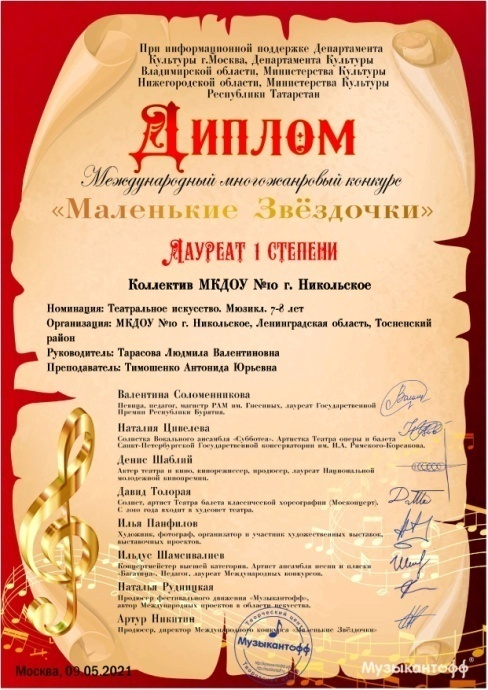 При информационной поддержке Департамента
Культуры г.Москва, Департамента Культуры
Владимирской области, Министерства Культуры
Нижегородской области, Министерства Культуры
Республики Татарстан
Диплом
Международный многожанровый конкурс
«Маленькие Звёздочки»
Лауреат 1 степени
Коллектив МКДОУ №10 г. Никольское
Номинация: Театральное искусство. Мюзикл. 7-8 лет
Организация: МКДОУ №10 г. Никольское, Ленинградская область, Тосненский
район
Руководитель: Тарасова Людмила Валентиновна
Преподаватель: Тимошенко Антонида Юрьевна
Валентина Соломенникова
Певица, педагог, магистр РАМ им. Гнесиных, лауреат Государственной
Премии Республики Бурятия.
Наталия Цивелева
Солистка Вокального ансамбля «Субботея». Артистка Театра оперы и балета
Санкт-Петербургской Государственной консерватории им. Н.А. Римского-Корсакова.
Денис Шаблий
Актер театра и кино, кинорежиссер, продюсер, лауреат Национальной
молодежной кинопремии.
Давид Толорая
Солист, артист Театра балета классической хореографии (Москонцерт).
С 2010 года входит в худсовет театра.
Илья Панфилов
Художник, фотограф, организатор и участник художественных выставок,
выставочных проектов.
Ильдус Шамсивалиев
Концертмейстер высшей категории. Артист ансамбля песни и пляски
Педагог, лауреат Международных конкурсов.
Наталья Рудницкая
Продюсер фестивального движения «Музыкантофф»,
автор Международных проектов в области искусства.
Артур Никитин
Продюсер, директор Международного конкурса «Маленькие Звёздочки»
Творческий центр
Музыкантофф
Москва, 09.05.2021
Музыкантофф®